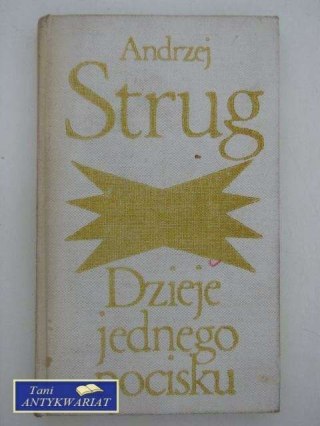 Andrzej
Strug
Dzieje
jednego
pocisku
Tani
ANTYKWARIAT